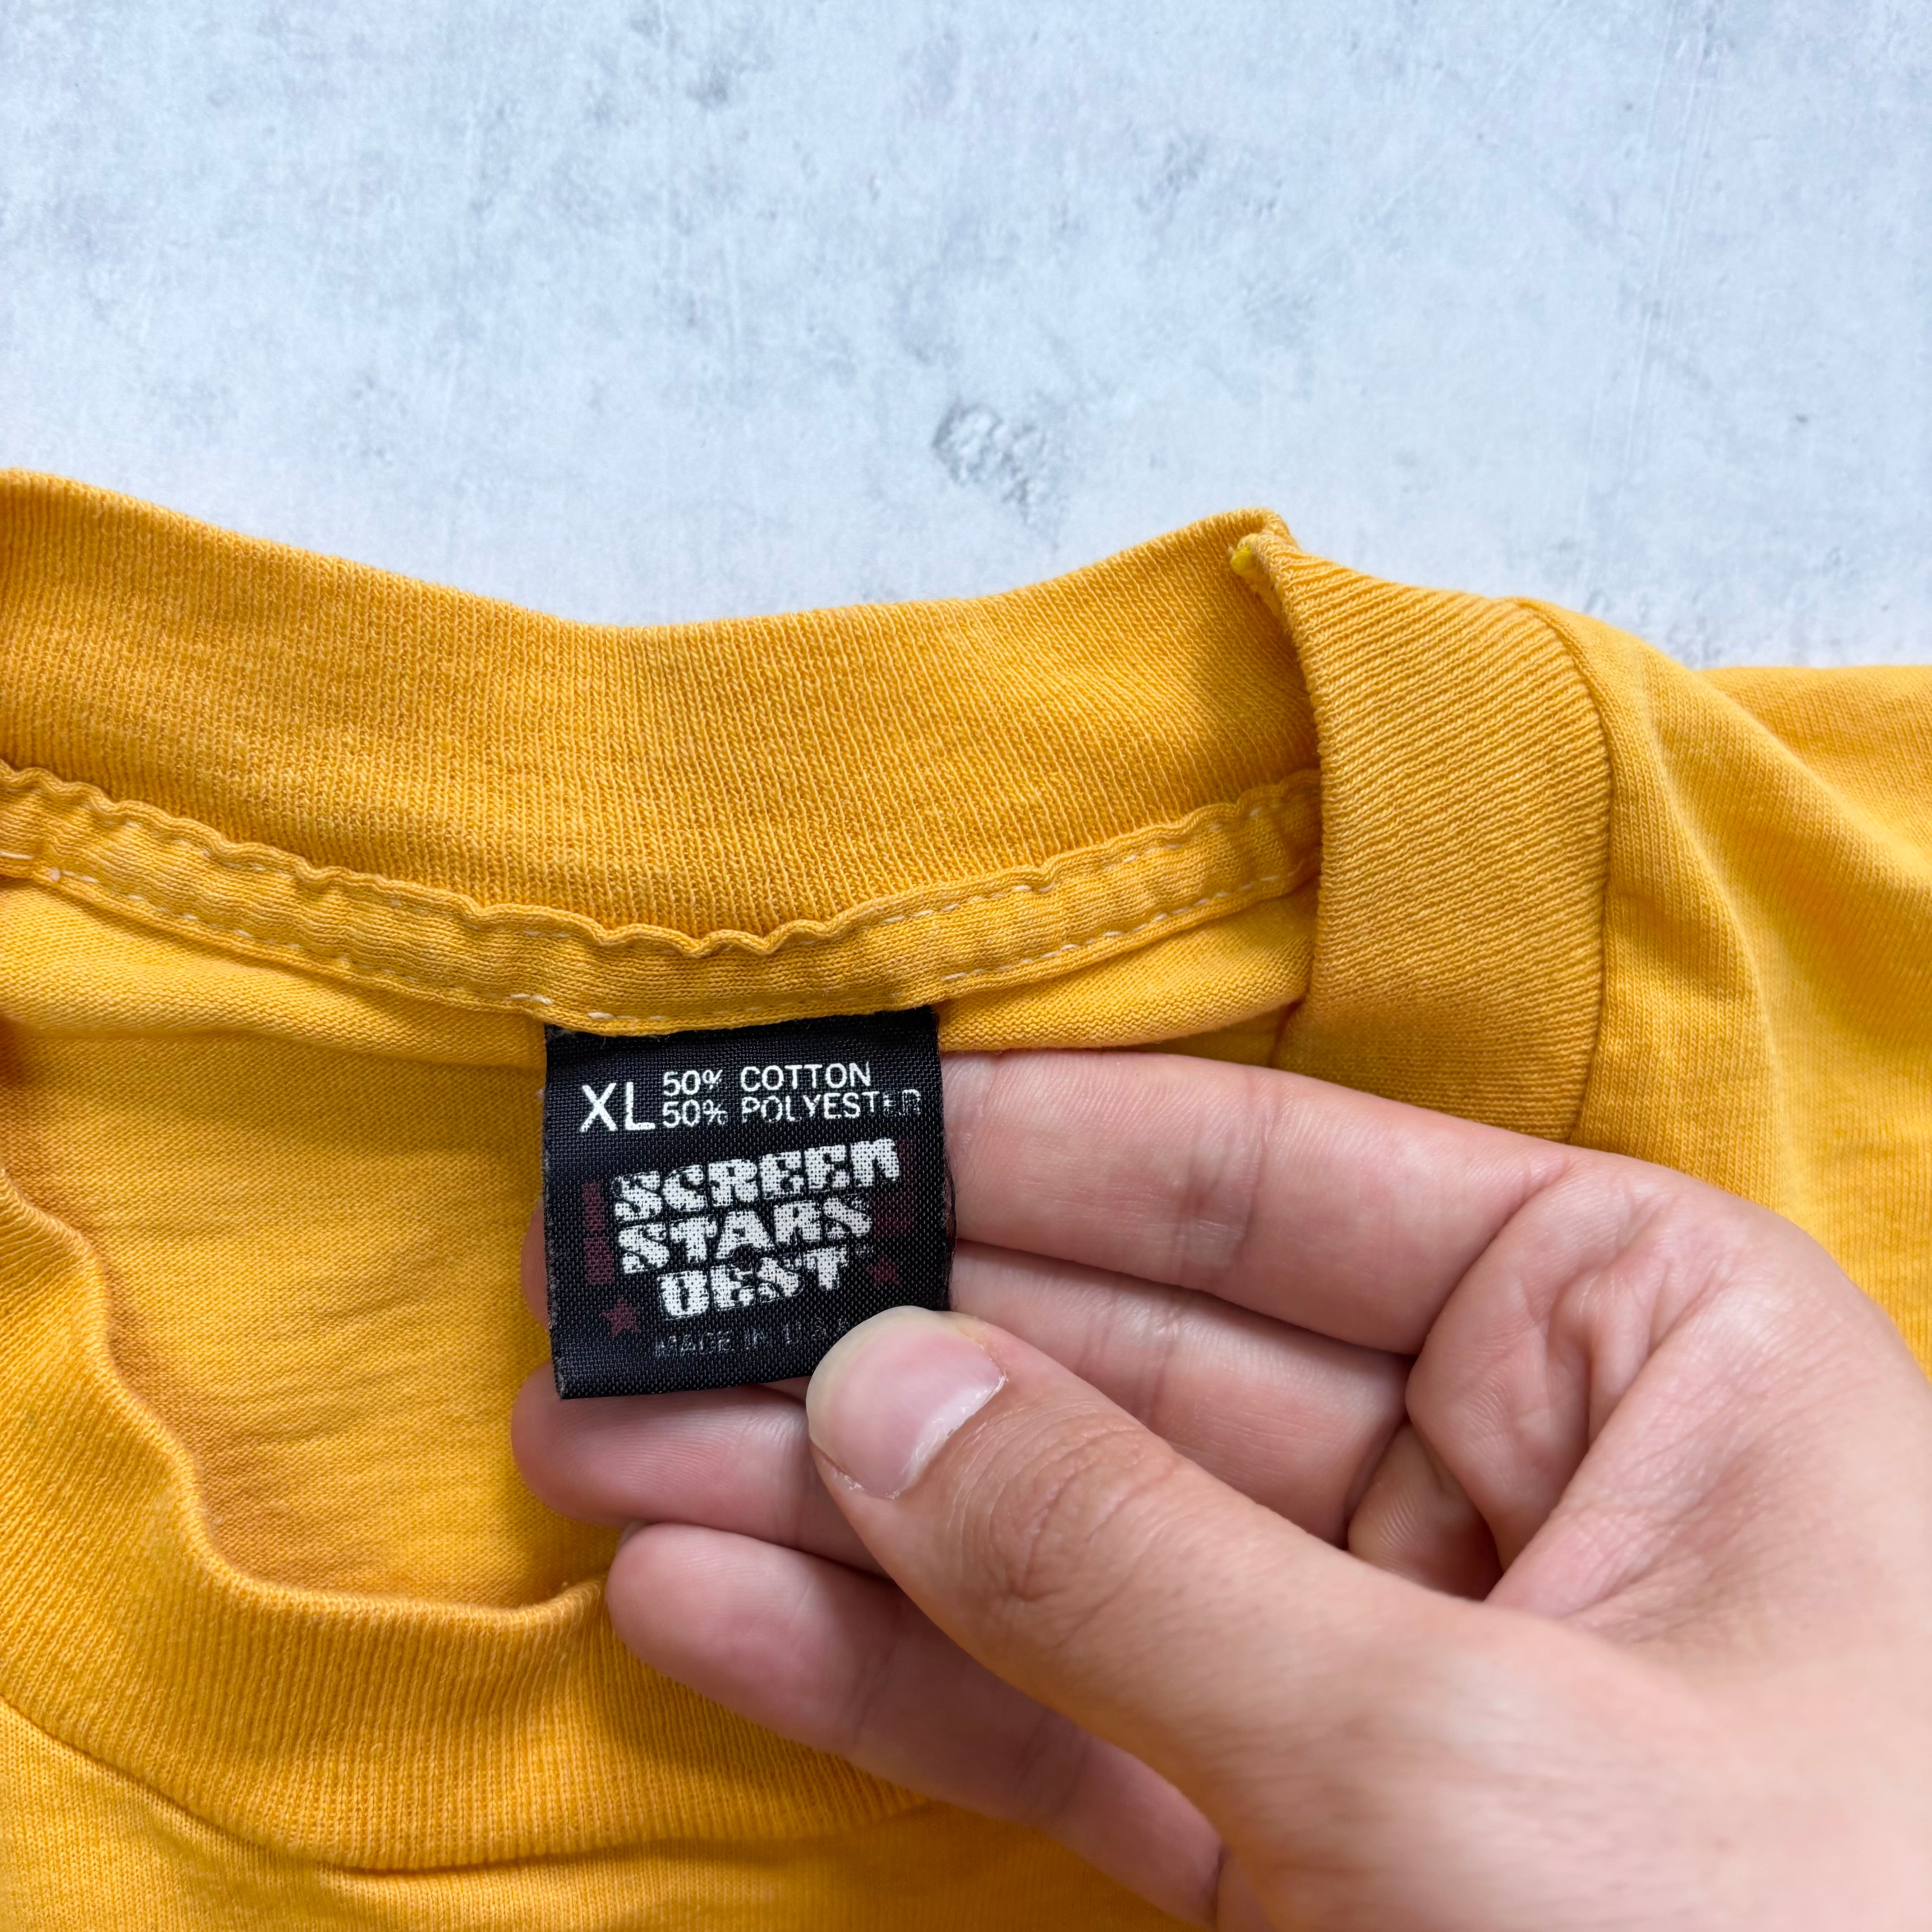 XL 50% COTTON
50% POLYESTER
SCREEN
STARS
BEST
MADE IN U.S.A.